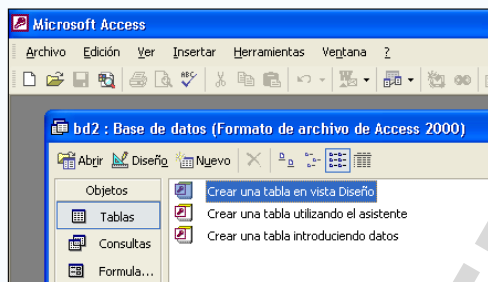 Microsoft Access
Archivo Edición Ver Insertar Herramientas Ventana ?
ABC
bd2 : Base de datos (Formato de archivo de Access 2000)
Abrir Diseño Nuevo
Objetos
Crear una tabla en vista Diseño
Tablas
Crear una tabla utilizando el asistente
Consultas
Crear una tabla introduciendo datos
Formula...